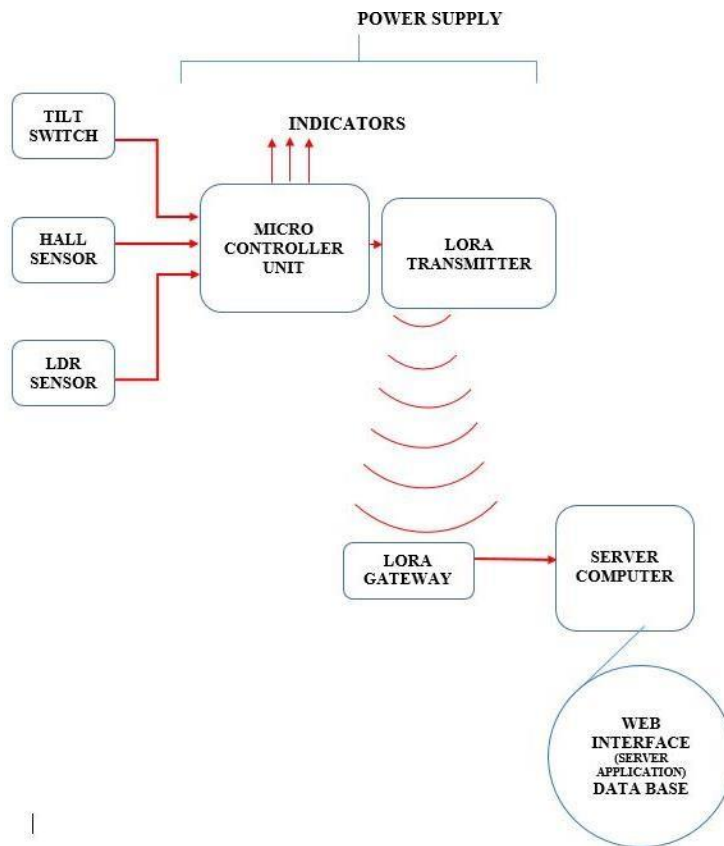 POWER SUPPLY
TILT
SWITCH
INDICATORS
HALL
SENSOR
MICRO
CONTROLLER
UNIT
LORA
TRANSMITTER
LDR
SENSOR
LORA
GATEWAY
SERVER
COMPUTER
WEB
INTERFACE
(SERVER
APPLICATION)
DATA BASE